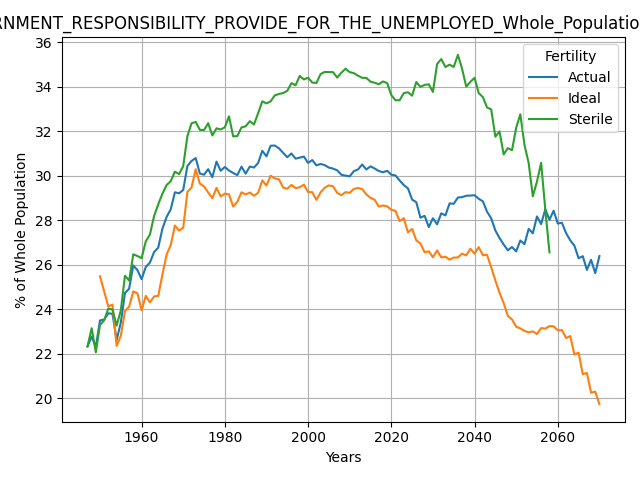 RNMENT_RESPONSIBILITY_PROVIDE_FOR_THE_UNEMPLOYED_Whole_Populatio
36
34
32
30
28
26
24
22
20
% of Whole Population
Fertility
Actual
Ideal
Sterile
1960 1980 2000 2020 2040 2060
Years